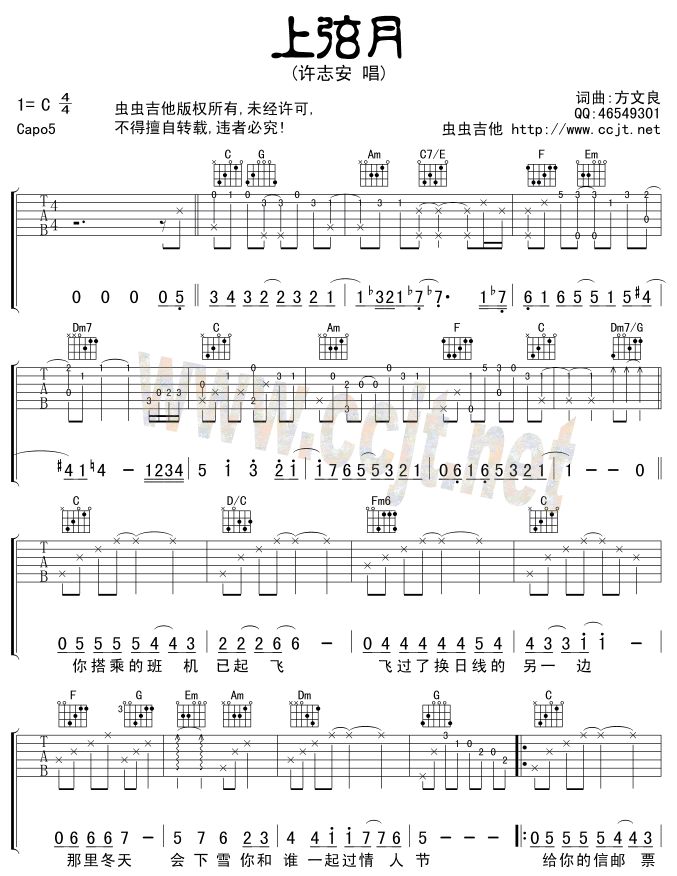 上弦月
(许志安 唱)
1= C 4/4
Capo5
虫虫吉他版权所有,未经许可,
不得擅自转载,违者必究!
词曲:方文良
QQ:46549301
虫虫吉他 http://www.ccjt.net
C G Am C7/E F Em
T 4
A
B 4
0 0 0 0 5 3 4 3 2 2 3 2 1 1 ♭3 2 1 ♭7 ♭7· 1 ♭7 6 1 6 5 5 1 5 ♯4
Dm7 C Am F C Dm7/G
♯4 1 ♮4 - 1 2 3 4 5 1 3 2 1 1 7 6 5 5 3 2 1 0 6 1 6 5 3 2 1 1 - - 0
www.ccjt.net
C D/C Fm6 C
T
A
B
0 5 5 5 5 5 4 4 3 2 2 2 6 6 - 0 4 4 4 4 4 5 4 4 3 3 1 1 -
你搭乘的班 机 已起 飞 飞过了换日线的 另一 边
F G Em Am Dm G C
T
A
B
0 6 6 6 7 - 5 7 6 2 3 4 4 1 1 7 6 5 - - - 0 5 5 5 5 5 4 3
那里冬天 会下雪你和 谁一起过情 人 节 给你的信邮 票